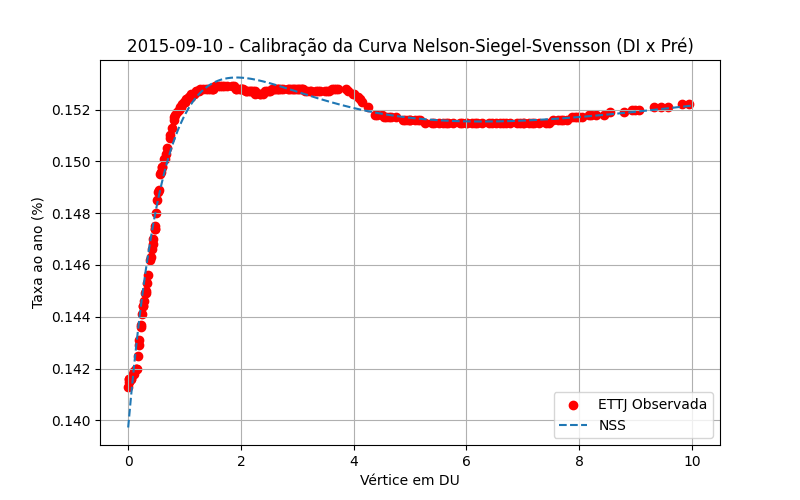 2015-09-10 - Calibração da Curva Nelson-Siegel-Svensson (DI x Pré)
Taxa ao ano (%)
0.152
0.151
0.150
0.148
0.146
0.144
0.142
0.140
ETTJ Observada
NSS
0
2
4
6
8
10
Vértice em DU